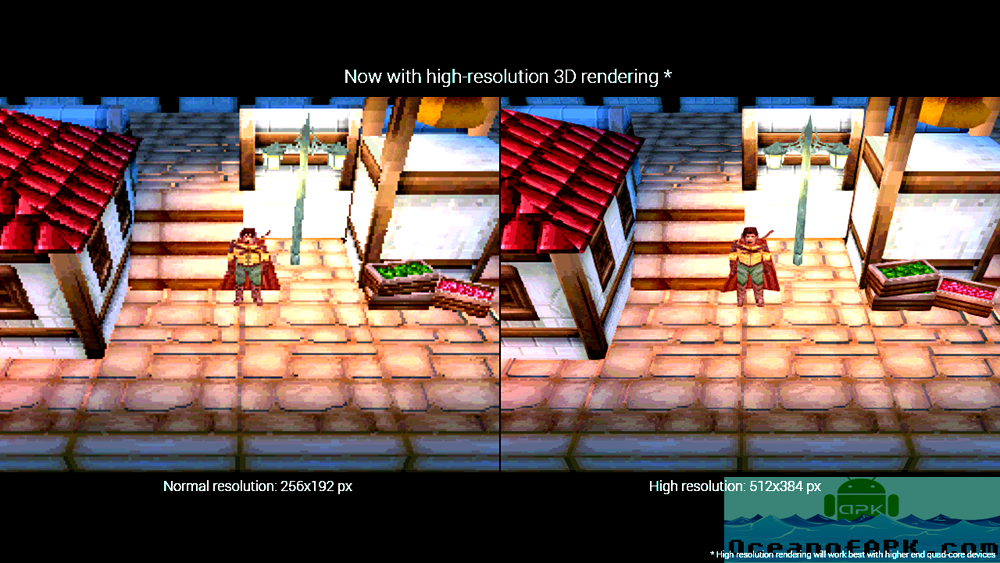 Now with high-resolution 3D rendering *
Normal resolution: 256x192 px
High resolution: 512x384 px
APK
OceanofAPK.com
* High resolution rendering will work best with higher end quad-core devices